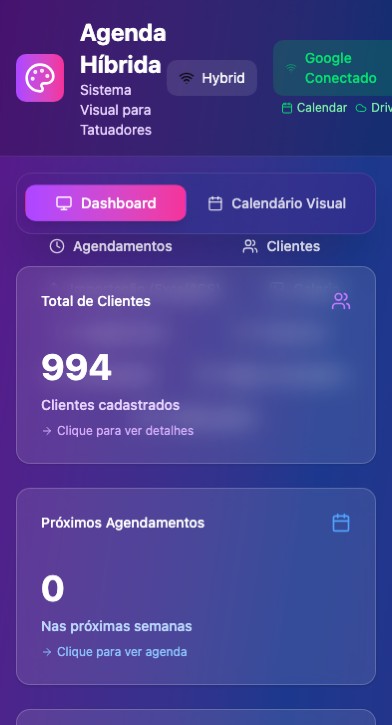 Agenda
Híbrida
Sistema
Visual para
Tatuadores
Hybrid
Google
Conectado
Calendar
Driv
Dashboard
Calendário Visual
Agendamentos
Clientes
Total de Clientes
994
Clientes cadastrados
→ Clique para ver detalhes
Próximos Agendamentos
0
Nas próximas semanas
→ Clique para ver agenda